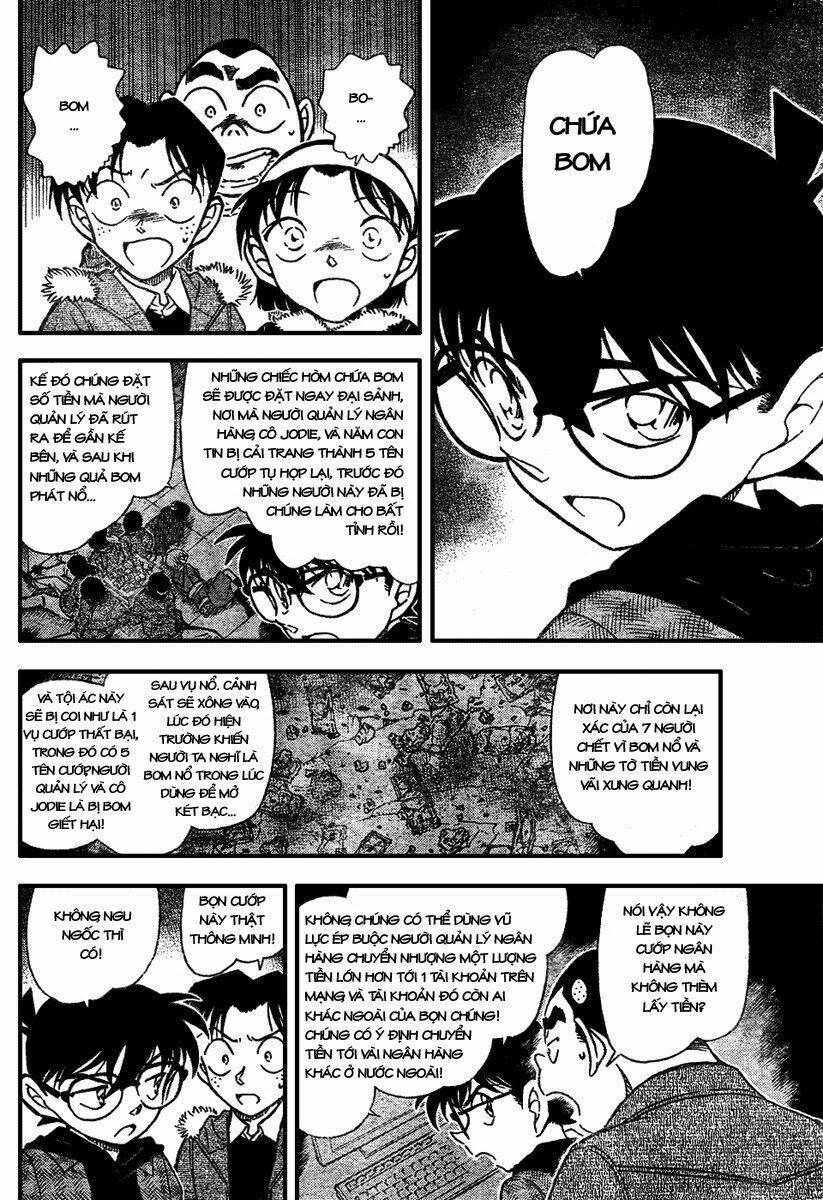 CHỨA
BOM
BO-
...
BOM
...
NHỮNG CHIẾC HÒM CHỨA BOM
SẼ ĐƯỢC ĐẶT NGAY ĐẠI SẢNH,
NƠI MÀ NGƯỜI QUẢN LÝ NGÂN
HÀNG CÔ JODIE, VÀ NĂM CON
TIN BỊ CẢI TRANG THÀNH 5 TÊN
CƯỚP TỤ HỌP LẠI, TRƯỚC ĐÓ
NHỮNG NGƯỜI NÀY ĐÃ BỊ
CHÚNG LÀM CHO BẤT
TỈNH RỒI!
KẾ ĐÓ CHÚNG ĐẶT
SỐ TIỀN MÀ NGƯỜI
QUẢN LÝ ĐÃ RÚT
RA ĐỂ GẦN KẾ
BÊN, VÀ SAU KHI
NHỮNG QUẢ BOM
PHÁT NỔ...
NƠI NÀY CHỈ CÒN LẠI
XÁC CỦA 7 NGƯỜI
CHẾT VÌ BOM NỔ VÀ
NHỮNG TỜ TIỀN VUNG
VÃI XUNG QUANH!
SAU VỤ NỔ. CẢNH
SÁT SẼ XÔNG VÀO,
LÚC ĐÓ HIỆN
TRƯỜNG KHIẾN
NGƯỜI TA NGHĨ LÀ
BOM NỔ TRONG LÚC
DÙNG ĐỂ MỞ
KÉT BẠC...
VÀ TỘI ÁC NÀY
SẼ BỊ COI NHƯ LÀ 1
VỤ CƯỚP THẤT BẠI,
TRONG ĐÓ CÓ 5
TÊN CƯỚP,NGƯỜI
QUẢN LÝ VÀ CÔ
JODIE LÀ BỊ BOM
GIẾT HẠI!
NÓI VẬY KHÔNG
LẼ BỌN NÀY
CƯỚP NGÂN
HÀNG MÀ
KHÔNG THÈM
LẤY TIỀN?
KHÔNG CHÚNG CÓ THỂ DÙNG VŨ
LỰC ÉP BUỘC NGƯỜI QUẢN LÝ NGÂN
HÀNG CHUYỂN NHƯỢNG MỘT LƯỢNG
TIỀN LỚN HƠN TỚI 1 TÀI KHOẢN TRÊN
MẠNG VÀ TÀI KHOẢN ĐÓ CÒN AI
KHÁC NGOÀI CỦA BỌN CHÚNG!
CHÚNG CÓ Ý ĐỊNH CHUYỂN
TIỀN TỚI VÀI NGÂN HÀNG
KHÁC Ở NƯỚC NGOÀI!
BỌN CƯỚP
NÀY THẬT
THÔNG MINH!
KHÔNG NGU
NGỐC THÌ
CÓ!